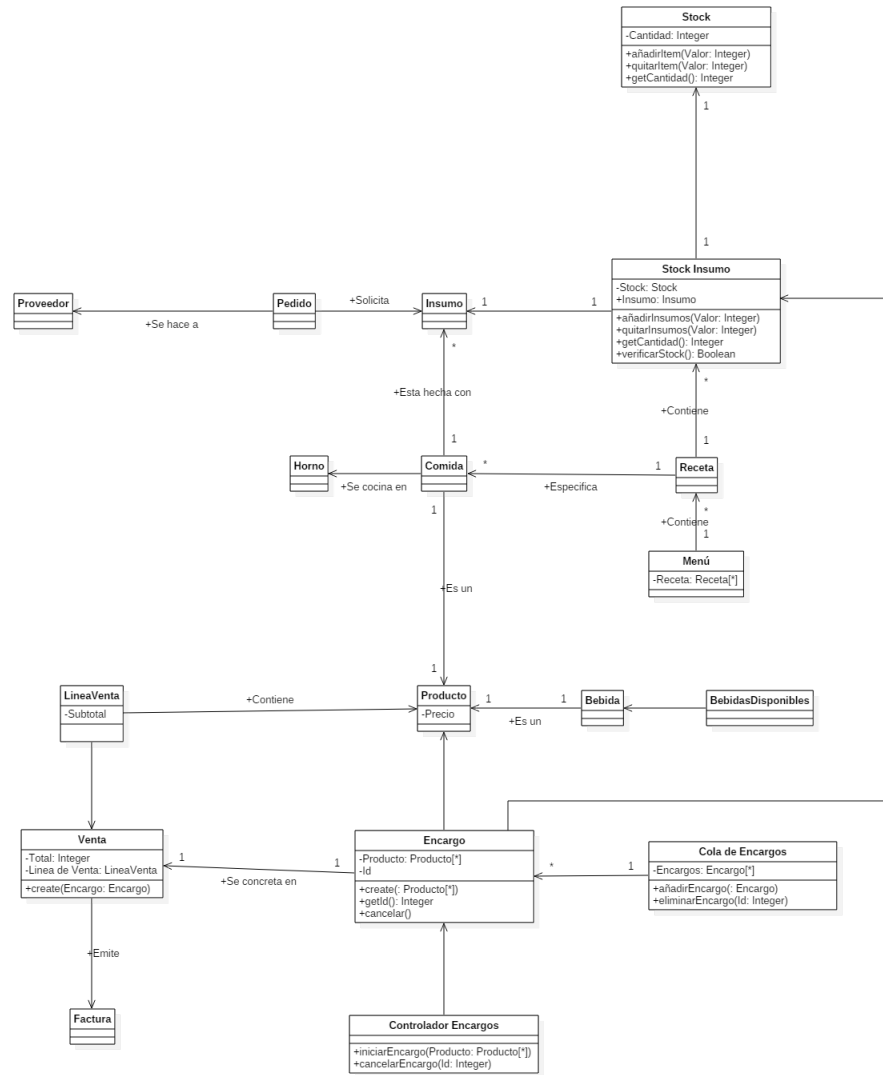 Stock
-Cantidad: Integer
+añadirItem(Valor: Integer)
+quitarItem(Valor: Integer)
+getCantidad(): Integer
1
1
Stock Insumo
-Stock: Stock
+Insumo: Insumo
+añadirInsumos(Valor: Integer)
+quitarInsumos(Valor: Integer)
+getCantidad(): Integer
+verificarStock(): Boolean
Proveedor
+Se hace a
Pedido
+Solicita
Insumo
1
1
*
+Esta hecha con
1
*
+Contiene
1
Horno
+Se cocina en
Comida
*
+Especifica
1
Receta
*
+Contiene
1
Menú
-Receta: Receta[*]
1
+Es un
1
LineaVenta
-Subtotal
+Contiene
Producto
-Precio
1
+Es un
1
Bebida
BebidasDisponibles
Venta
-Total: Integer
-Linea de Venta: LineaVenta
+create(Encargo: Encargo)
1
+Se concreta en
1
Encargo
-Producto: Producto[*]
-Id
+create(: Producto[*])
+getId(): Integer
+cancelar()
*
1
Cola de Encargos
-Encargos: Encargo[*]
+añadirEncargo(: Encargo)
+eliminarEncargo(Id: Integer)
+Emite
Factura
Controlador Encargos
+iniciarEncargo(Producto: Producto[*])
+cancelarEncargo(Id: Integer)